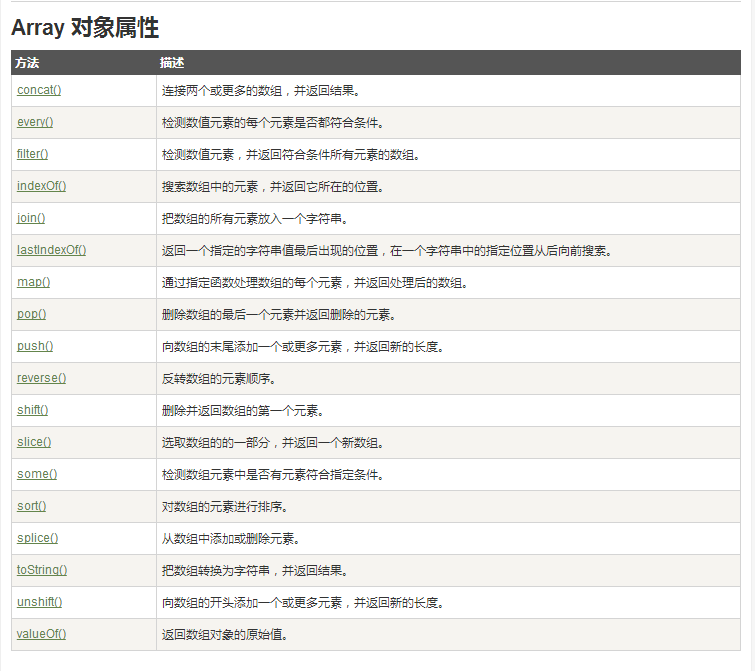 Array 对象属性
方法 描述
concat() 连接两个或更多的数组，并返回结果。
every() 检测数值元素的每个元素是否都符合条件。
filter() 检测数值元素，并返回符合条件所有元素的数组。
indexOf() 搜索数组中的元素，并返回它所在的位置。
join() 把数组的所有元素放入一个字符串。
lastIndexOf() 返回一个指定的字符串值最后出现的位置，在一个字符串中的指定位置从后向前搜索。
map() 通过指定函数处理数组的每个元素，并返回处理后的数组。
pop() 删除数组的最后一个元素并返回删除的元素。
push() 向数组的末尾添加一个或更多元素，并返回新的长度。
reverse() 反转数组的元素顺序。
shift() 删除并返回数组的第一个元素。
slice() 选取数组的的一部分，并返回一个新数组。
some() 检测数组元素中是否有元素符合指定条件。
sort() 对数组的元素进行排序。
splice() 从数组中添加或删除元素。
toString() 把数组转换为字符串，并返回结果。
unshift() 向数组的开头添加一个或更多元素，并返回新的长度。
valueOf() 返回数组对象的原始值。